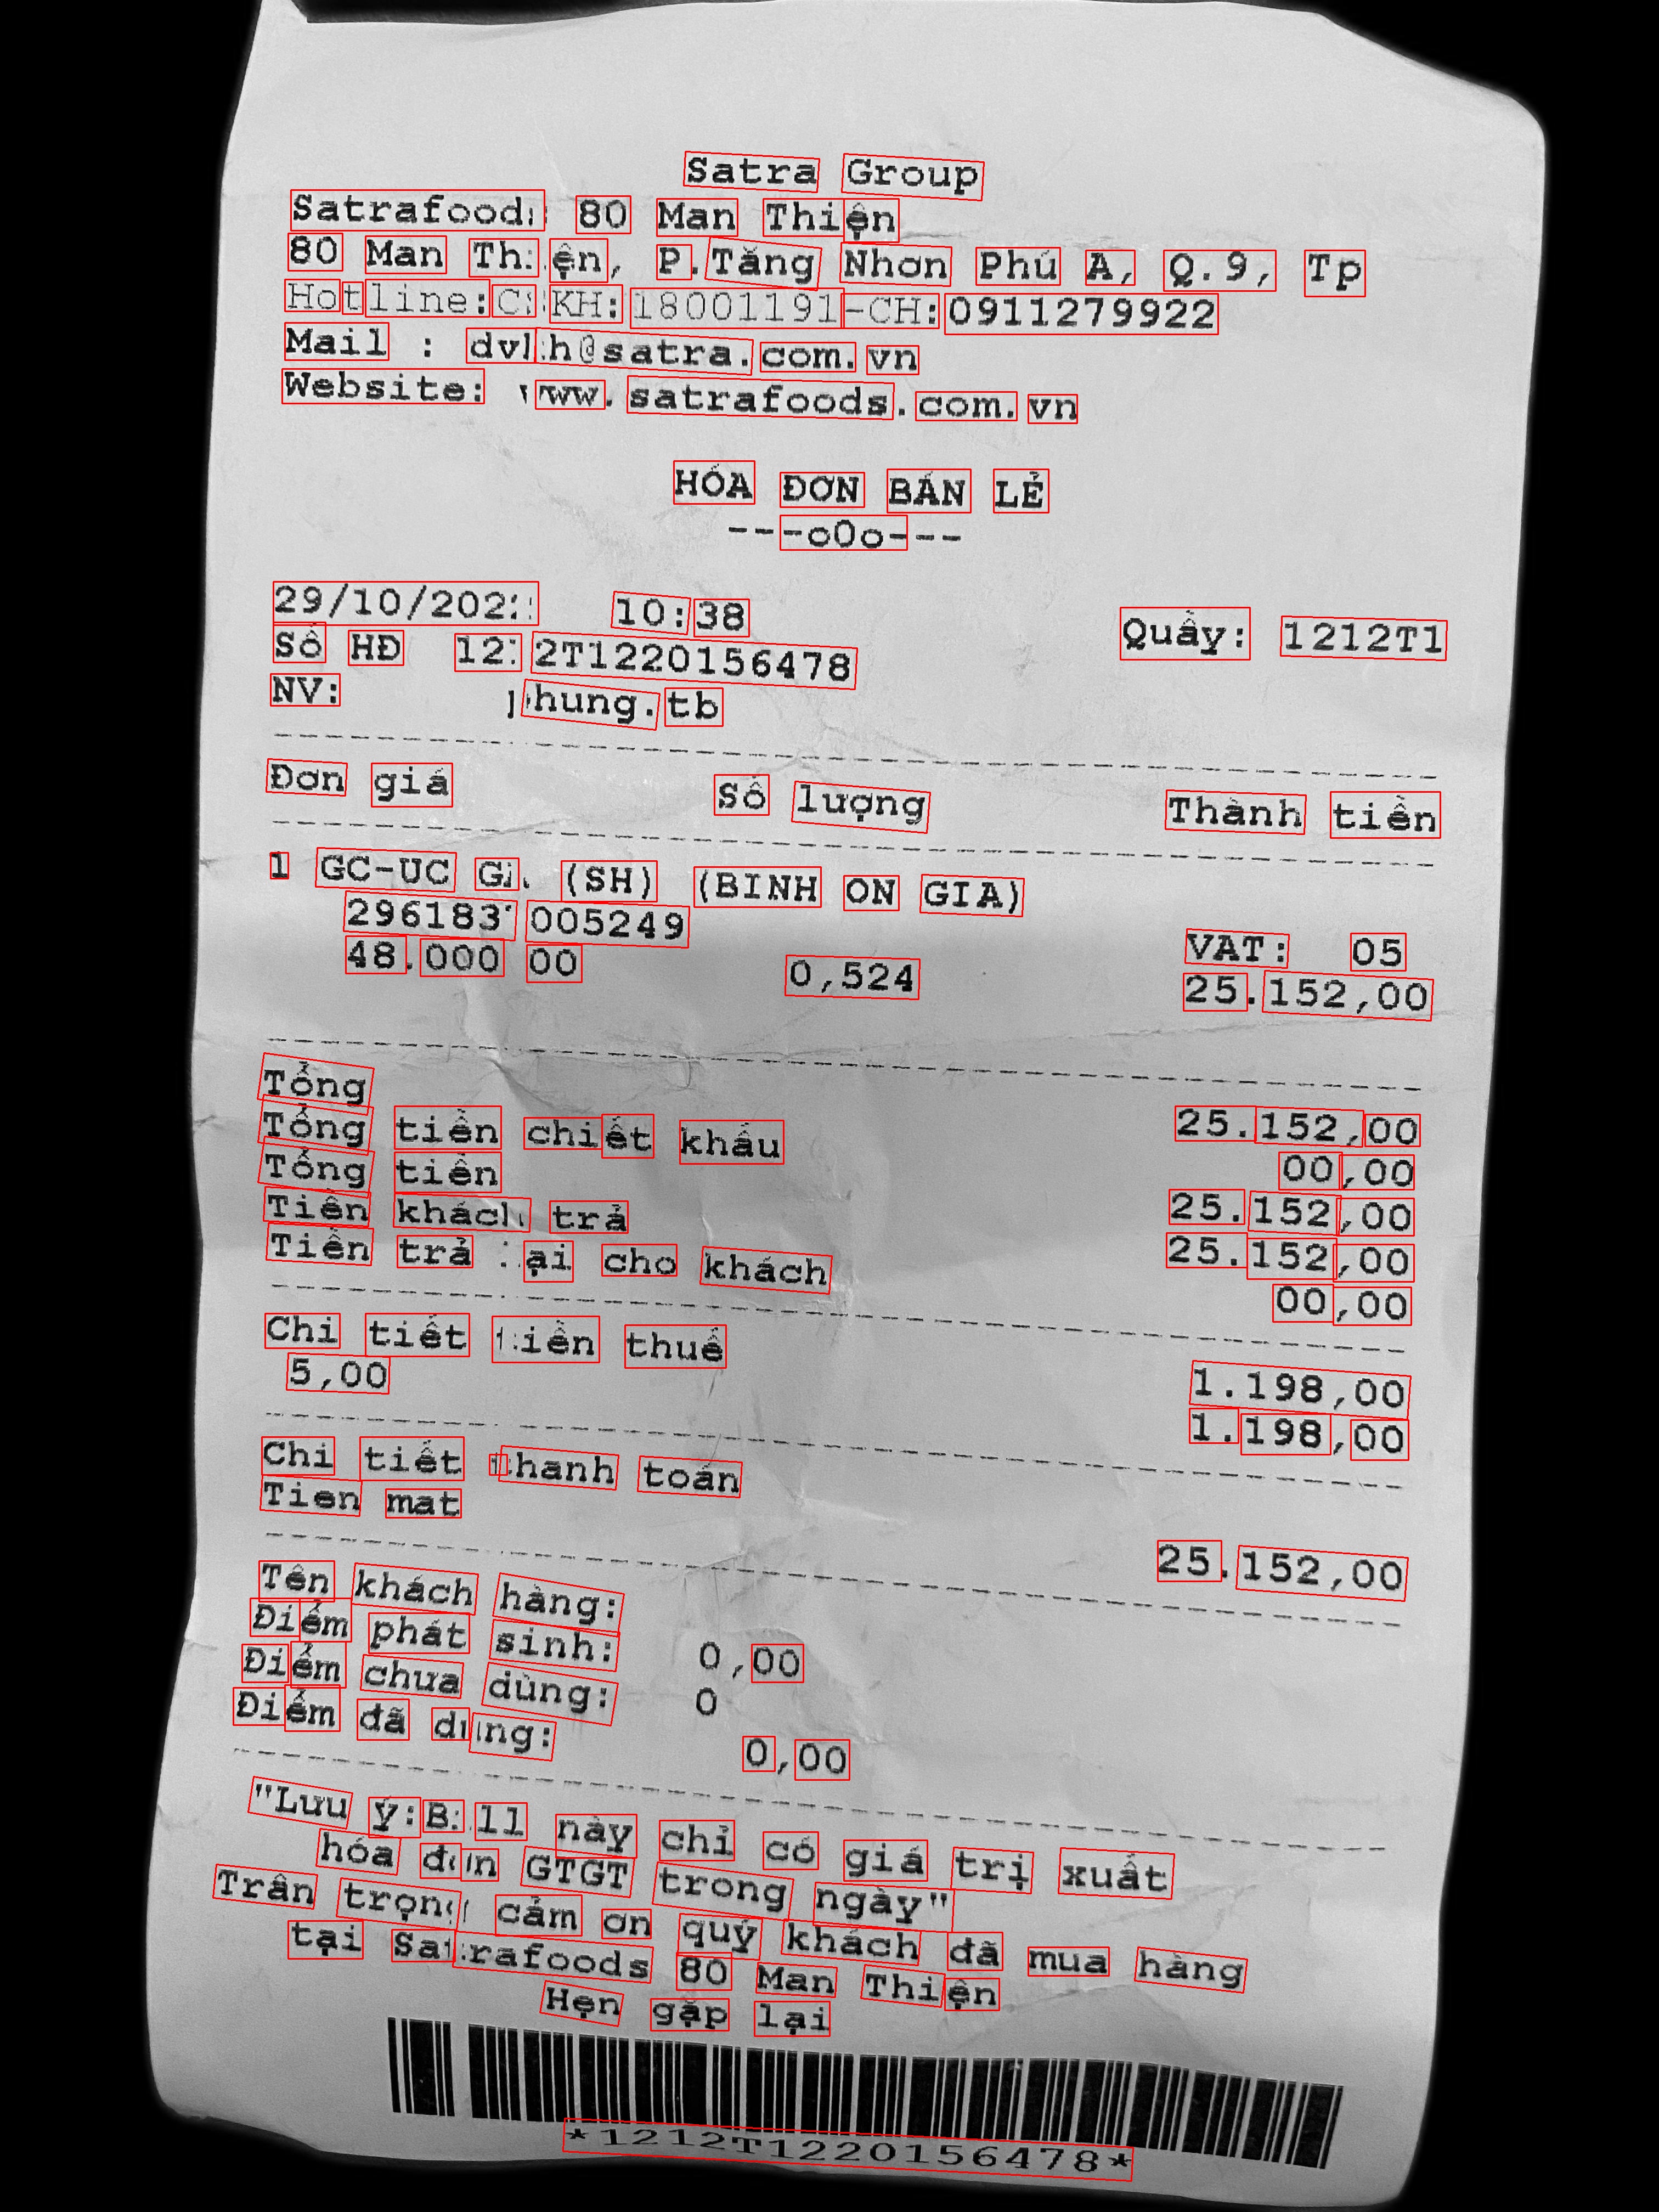 Satra Group
Satrafoods 80 Man Thiện
80 Man Thiện, P.Tăng Nhơn Phú A, Q.9, Tp
Hotline:CSKH:18001191-CH:0911279922
Mail : dvkh@satra.com.vn
Website: www.satrafoods.com.vn
HÓA ĐƠN BÁN LẺ
---oOo---
10:38
Số HĐ 1212T1220156478 Quầy: 1212T1
NV: phung.tb
Đơn giá Số lượng Thành tiền
1 GC-UC (SH) (BINH ON GIA)
005249 VAT: 05
48.000 00 0,524 25.152,00
Tổng 25.152,00
Tổng tiền chiết khấu 00,00
Tổng tiền 25.152,00
Tiền khách trả 25.152,00
Tiền trả lại cho khách 00,00
Chi tiết tiền thuế 1.198,00
5,00 1.198,00
Chi tiết thanh toán
Tien mat 25.152,00
Tên khách hàng:
Điểm phát sinh: 0,00
Điểm chưa dùng: 0
Điểm đã dùng: 0,00
"Lưu ý:Bill này chỉ có giá trị xuất
hóa đơn GTGT trong ngày"
Trân trọng cảm ơn quý khách đã mua hàng
tại Satrafoods 80 Man Thiện
Hẹn gặp lại
*1212T1220156478*